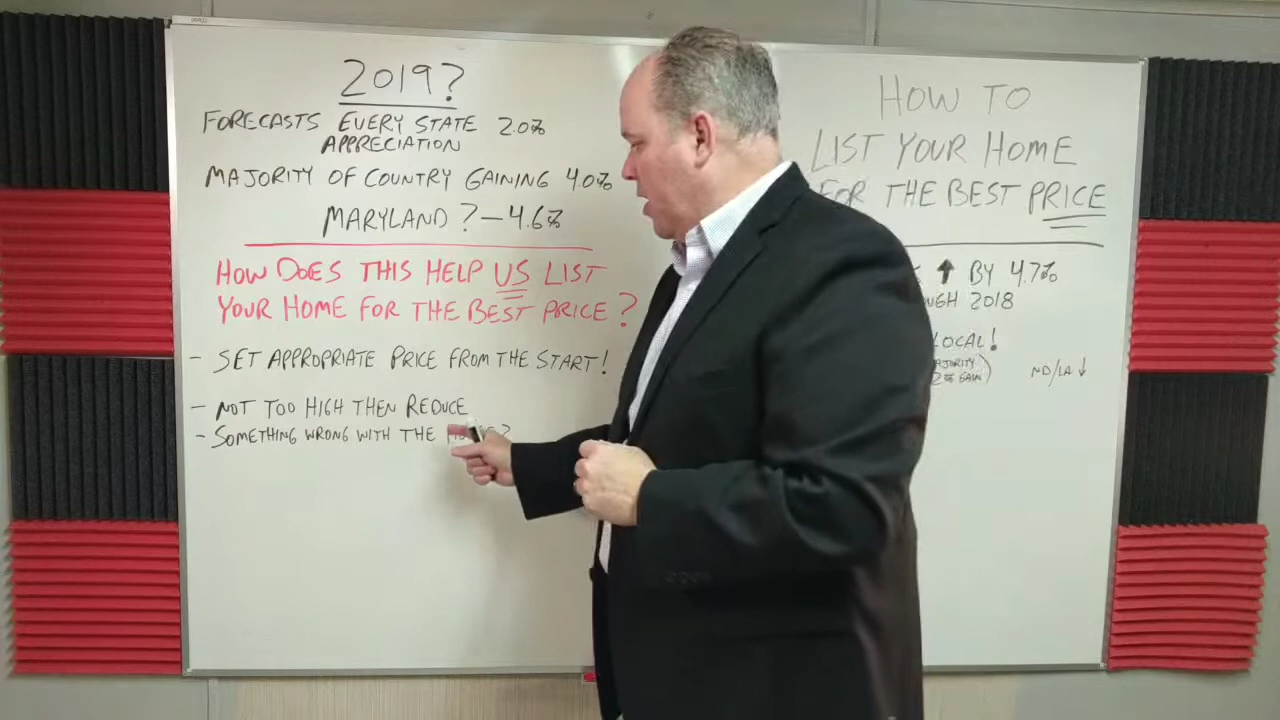 2019?
FORECASTS EVERY STATE 2.0%
APPRECIATION
MAJORITY OF COUNTRY GAINING 4.0%
MARYLAND? - 4.6%
HOW DOES THIS HELP US LIST
YOUR HOME FOR THE BEST PRICE?
- SET APPROPRIATE PRICE FROM THE START!
- NOT TOO HIGH THEN REDUCE
- SOMETHING WRONG WITH THE
HOW TO
LIST YOUR HOME
FOR THE BEST PRICE
↑ BY 4.7%
2018
LOCAL!
2% GAIN)
ND/LA ↓